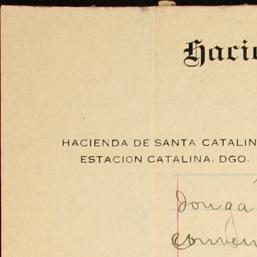 Hacie
HACIENDA DE SANTA CATALIN
ESTACION CATALINA, DGO.